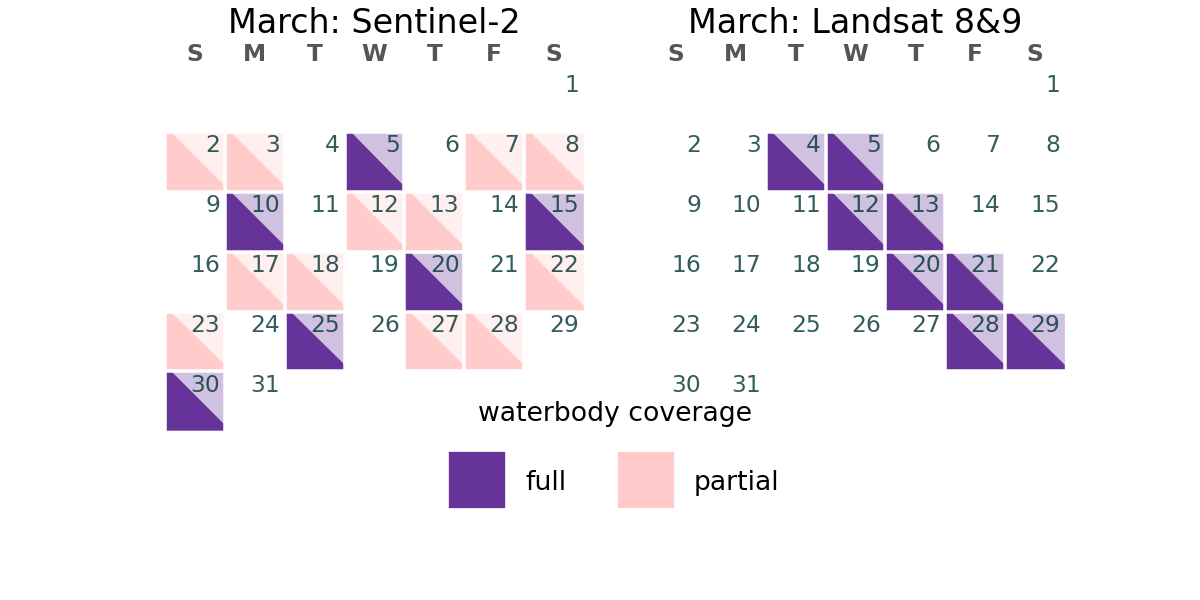 March: Sentinel-2
S M T W T F S
1
2 3 4 5 6 7 8
9 10 11 12 13 14 15
16 17 18 19 20 21 22
23 24 25 26 27 28 29
30 31
March: Landsat 8&9
S M T W T F S
1
2 3 4 5 6 7 8
9 10 11 12 13 14 15
16 17 18 19 20 21 22
23 24 25 26 27 28 29
30 31
waterbody coverage
full partial